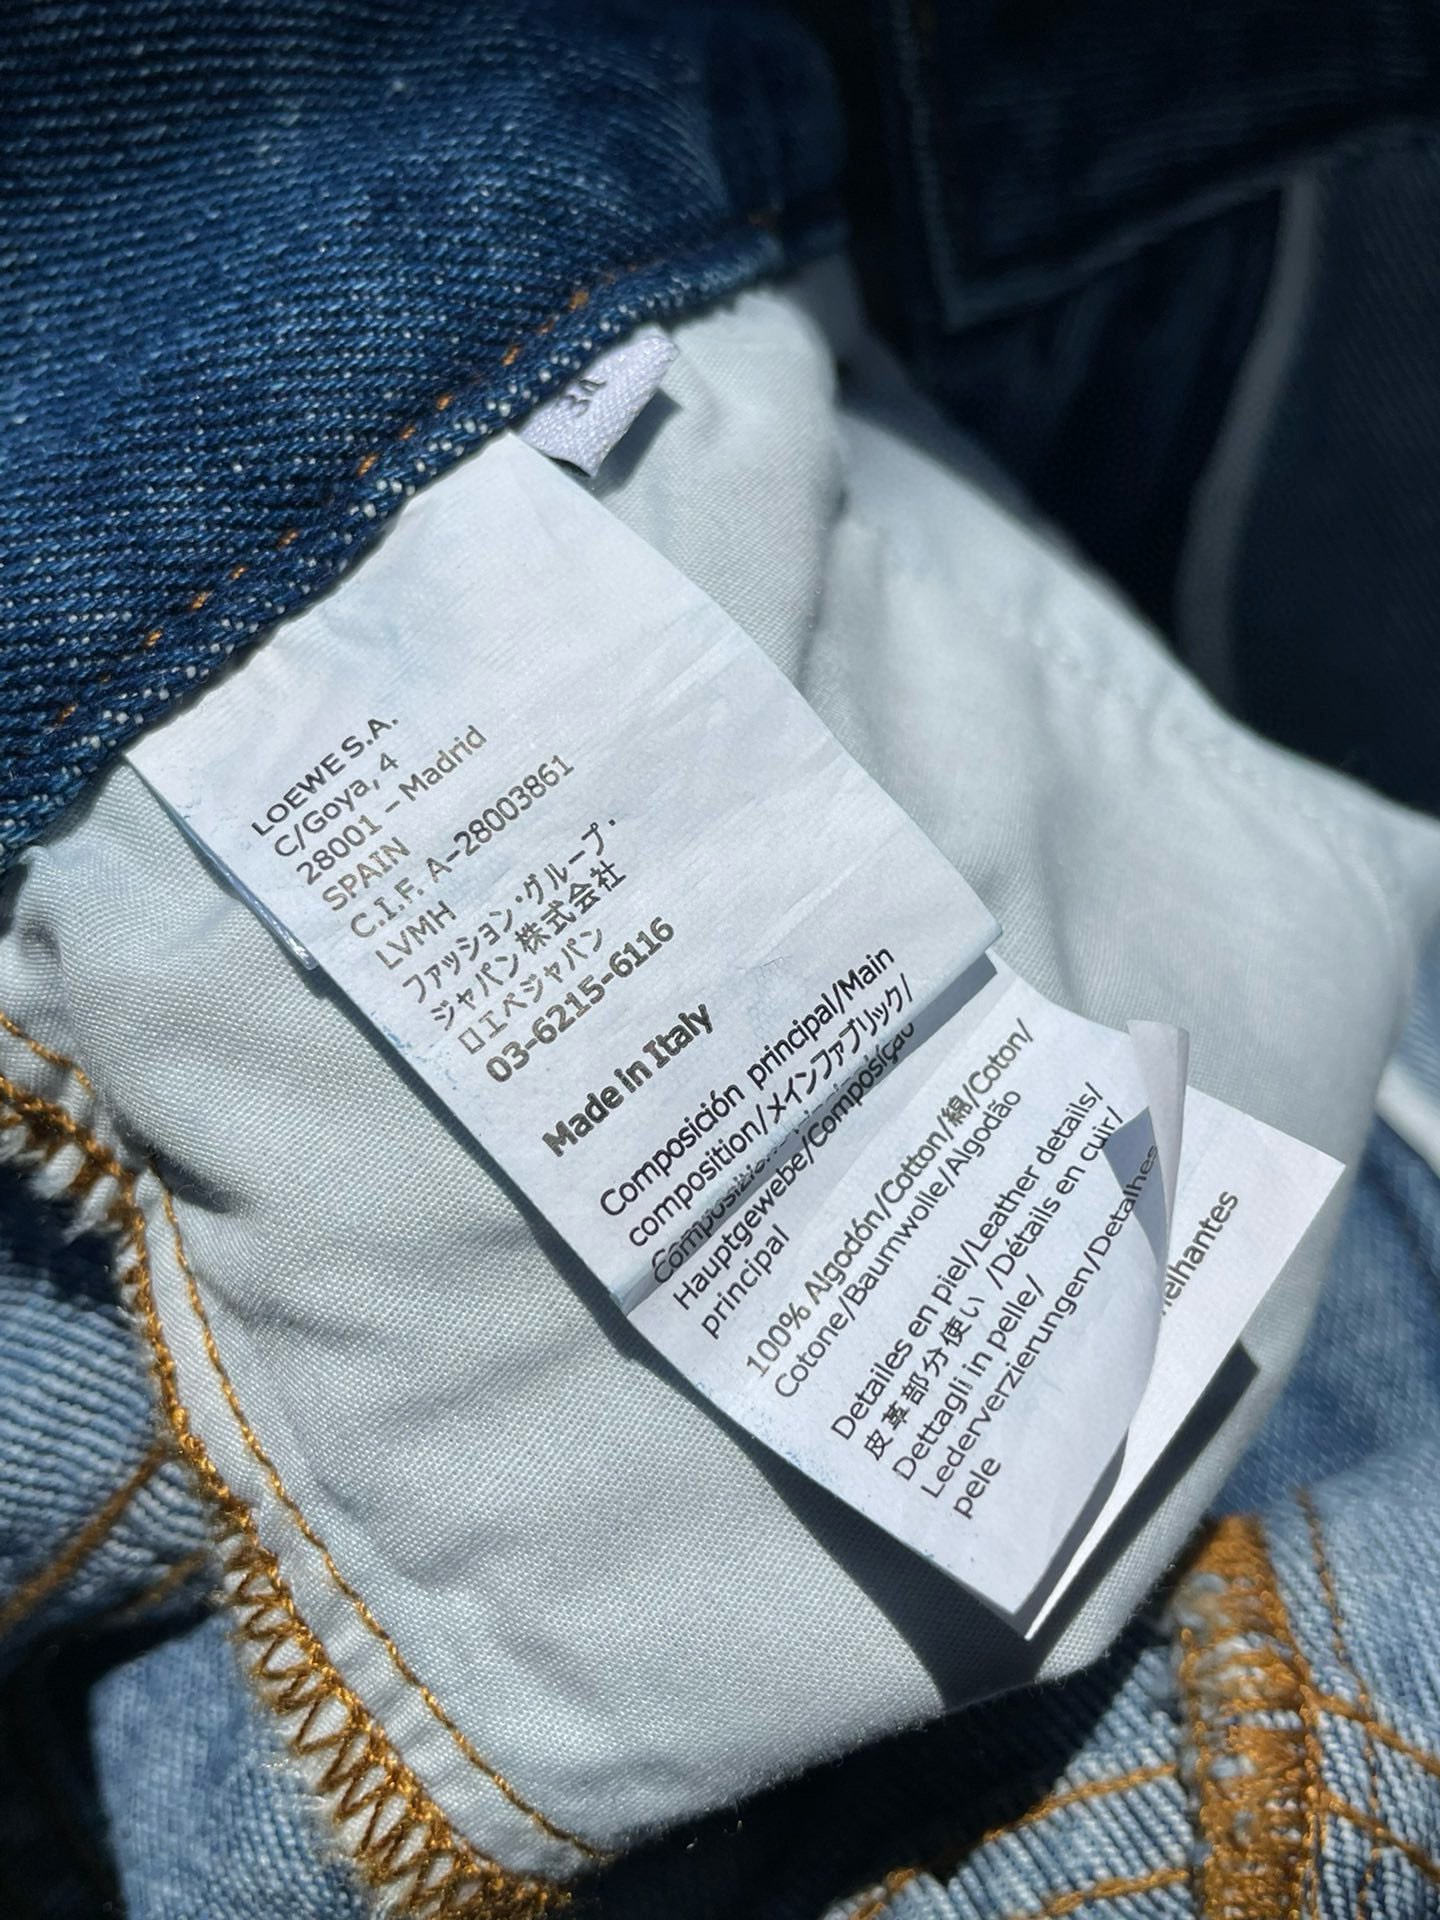 LOEWE S.A.
C/Goya, 4
28001 – Madrid
SPAIN
C.I.F. A-28003861
LVMH
ファッション・グループ・
ジャパン株式会社
ロエベジャパン
03-6215-6116
Made in Italy
Composición principal/Main
composition/メインファブリック/
Hauptgewebe/Composição
principal
100% Algodón/Cotton/綿/Coton/
Cotone/Baumwolle/Algodão
Detailes en piel/Leather details/
皮革部分使い /Détails en cuir/
Dettagli in pelle/
Lederverzierungen/Detalhes
pele